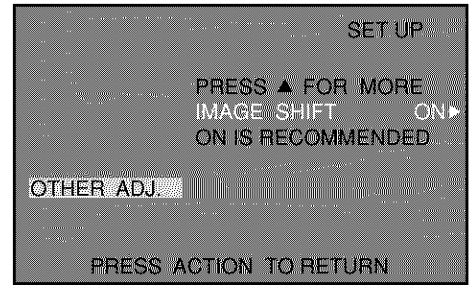 SET UP
PRESS ▲ FOR MORE
IMAGE SHIFT ON▶
ON IS RECOMMENDED
OTHER ADJ.
PRESS ACTION TO RETURN